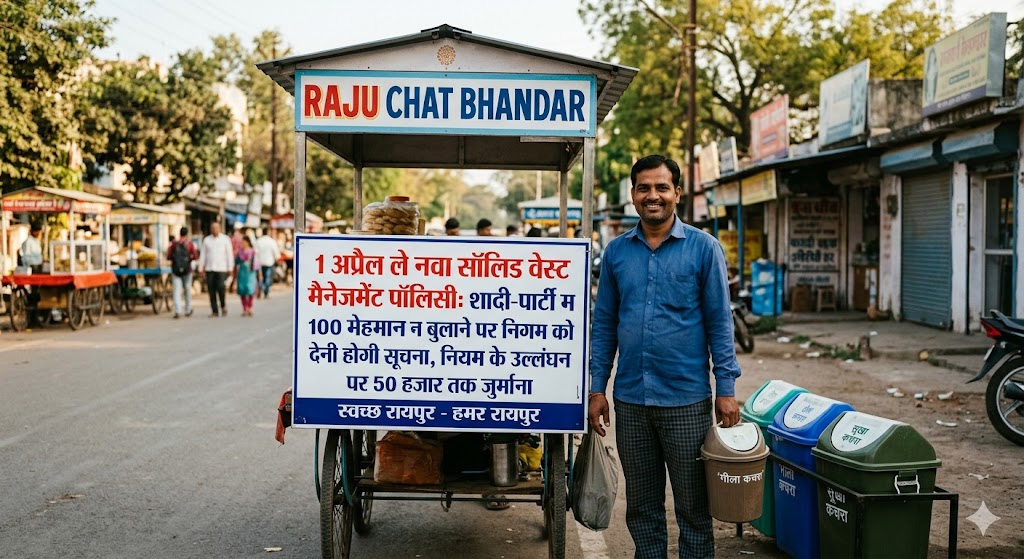 RAJU CHAT BHANDAR
1 अप्रैल ले नवा सॉलिड वेस्ट
मैनेजमेंट पॉलिसी: शादी-पार्टी म
100 मेहमान न बुलाने पर निगम को
देनी होगी सूचना, नियम के उल्लंघन
पर 50 हजार तक जुर्माना
स्वच्छ रायपुर - हमर रायपुर
गीला कचरा
सूखा
कचरा
गीला
कचरा
सूखा
कचरा